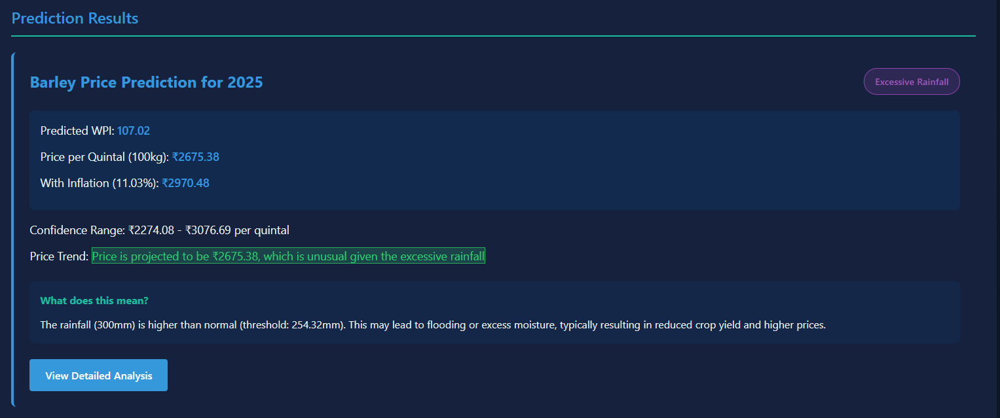 Prediction Results
Barley Price Prediction for 2025
Excessive Rainfall
Predicted WPI: 107.02
Price per Quintal (100kg): ₹2675.38
With Inflation (11.03%): ₹2970.48
Confidence Range: ₹2274.08 - ₹3076.69 per quintal
Price Trend: Price is projected to be ₹2675.38, which is unusual given the excessive rainfall
What does this mean?
The rainfall (300mm) is higher than normal (threshold: 254.32mm). This may lead to flooding or excess moisture, typically resulting in reduced crop yield and higher prices.
View Detailed Analysis